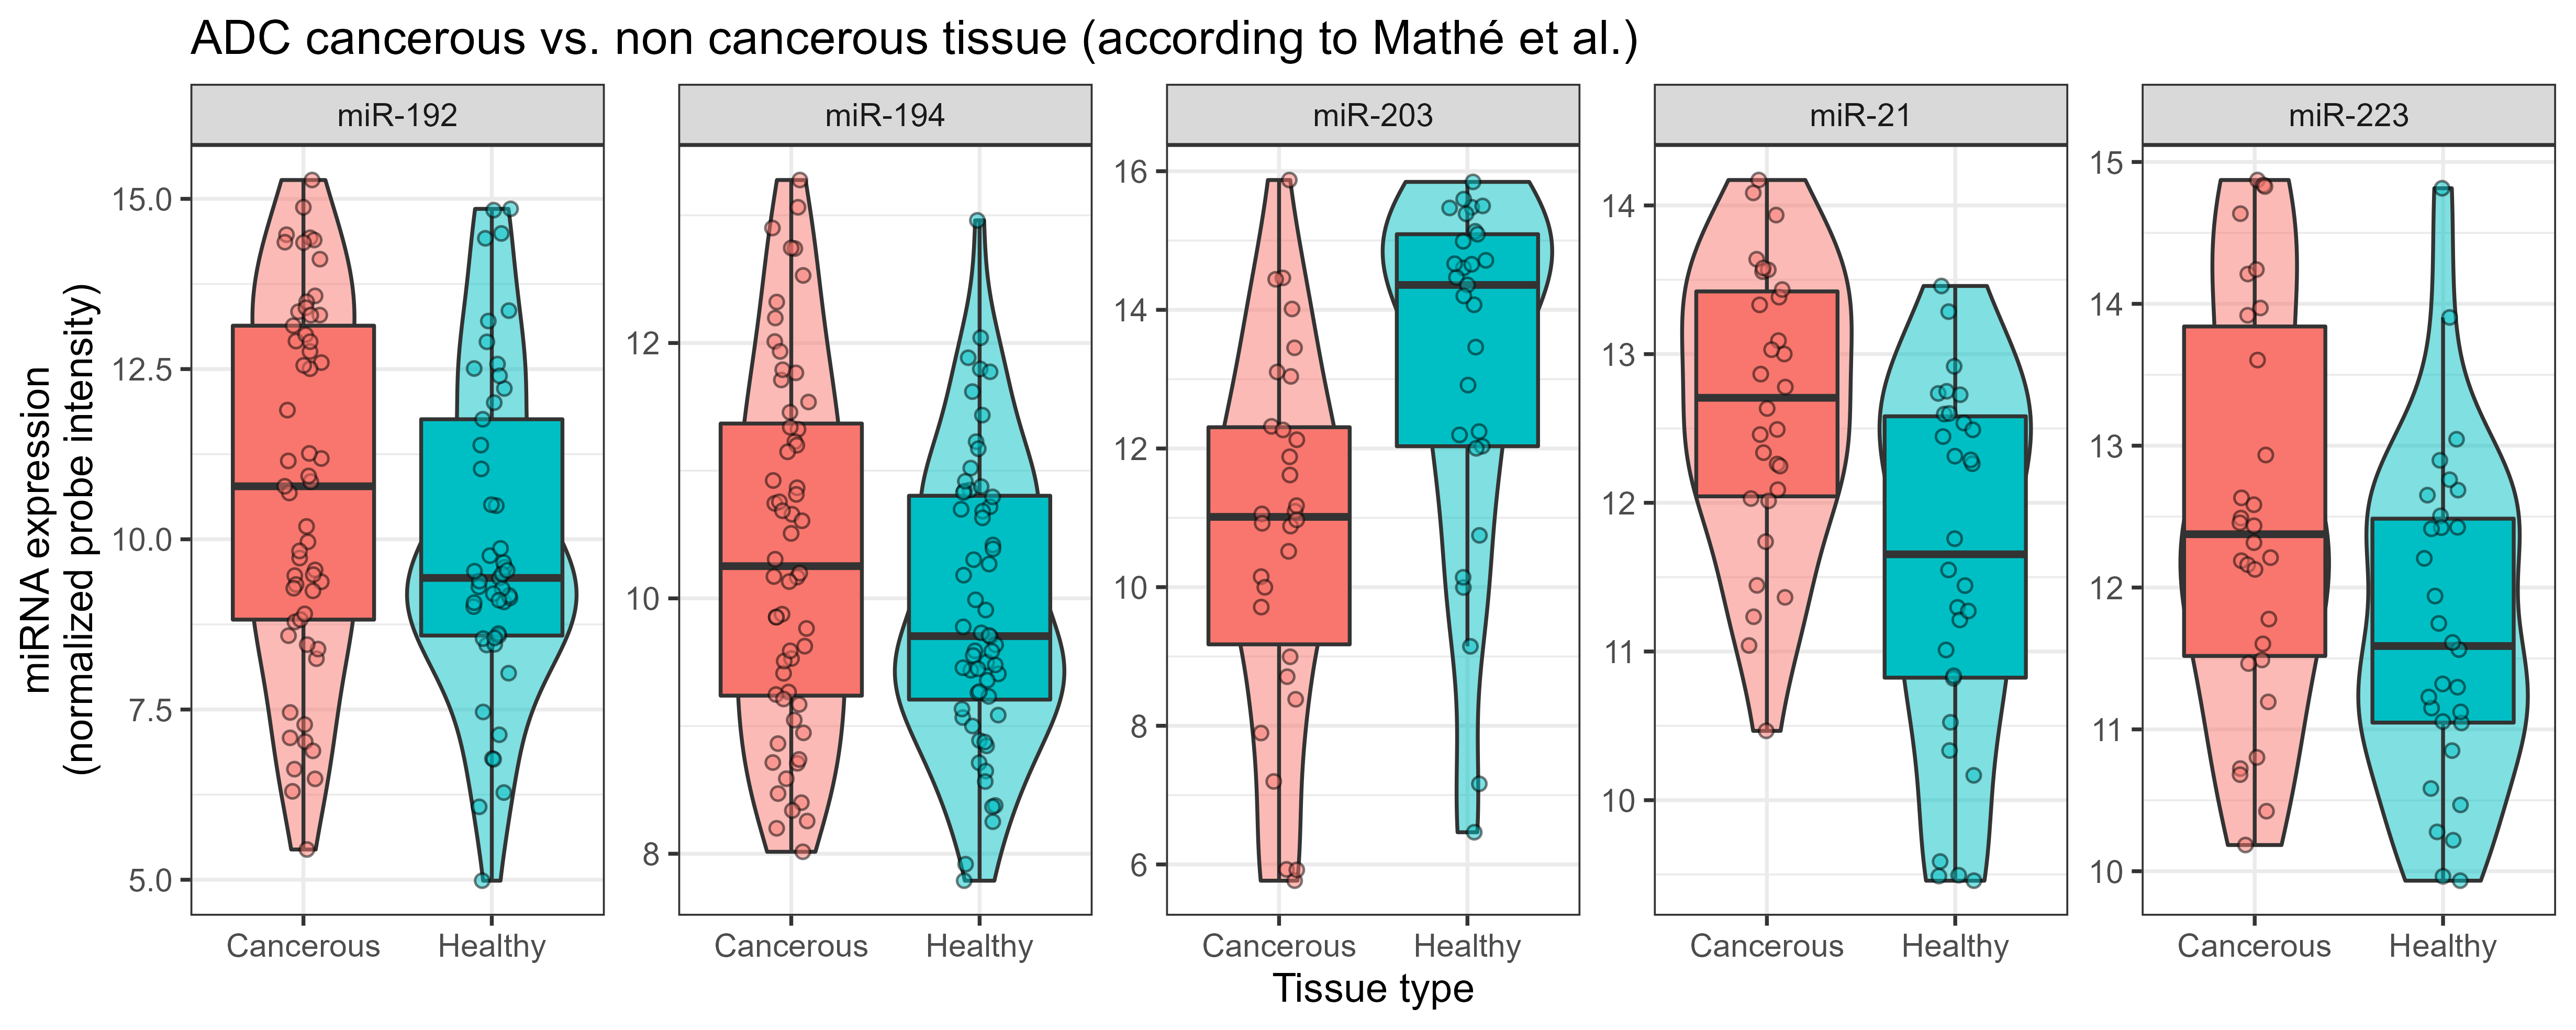 ADC cancerous vs. non cancerous tissue (according to Mathé et al.)
miR-192
miR-194
miR-203
miR-21
miR-223
miRNA expression
(normalized probe intensity)
15.0
12.5
10.0
7.5
5.0
12
10
8
16
14
12
10
8
6
14
13
12
11
10
15
14
13
12
11
10
Cancerous
Healthy
Cancerous
Healthy
Cancerous
Healthy
Cancerous
Healthy
Cancerous
Healthy
Tissue type